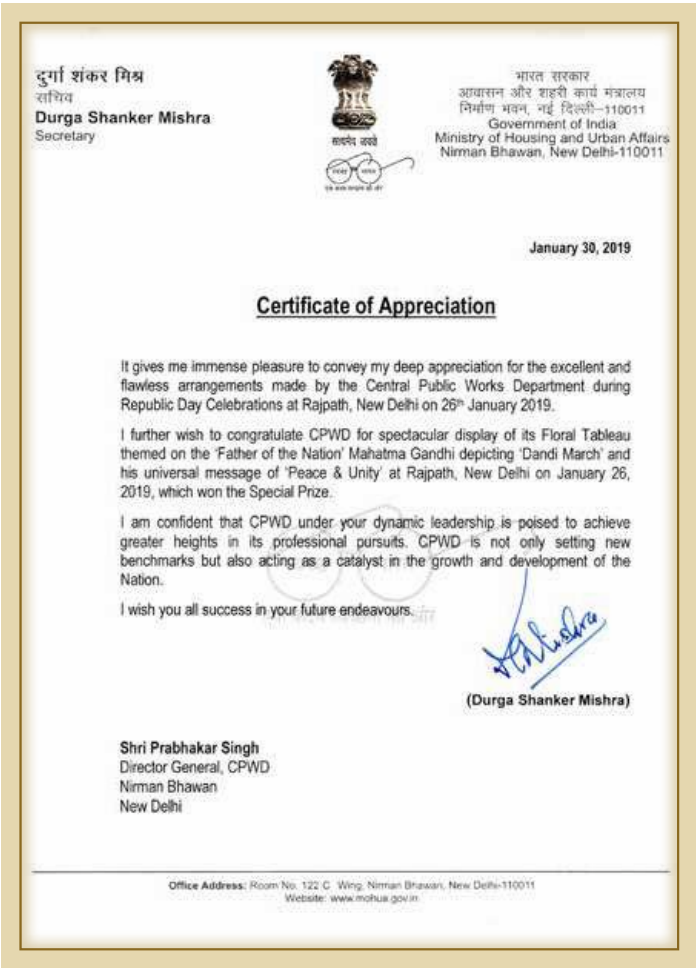 दुर्गा शंकर मिश्र
सचिव
Durga Shanker Mishra
Secretary
सत्यमेव जयते
भारत सरकार
आवासन और शहरी कार्य मंत्रालय
निर्माण भवन, नई दिल्ली–110011
Government of India
Ministry of Housing and Urban Affairs
Nirman Bhawan, New Delhi-110011
January 30, 2019
Certificate of Appreciation
It gives me immense pleasure to convey my deep appreciation for the excellent and
flawless arrangements made by the Central Public Works Department during
Republic Day Celebrations at Rajpath, New Delhi on 26th January 2019.
I further wish to congratulate CPWD for spectacular display of its Floral Tableau
themed on the 'Father of the Nation' Mahatma Gandhi depicting 'Dandi March' and
his universal message of 'Peace & Unity' at Rajpath, New Delhi on January 26,
2019, which won the Special Prize.
I am confident that CPWD under your dynamic leadership is poised to achieve
greater heights in its professional pursuits. CPWD is not only setting new
benchmarks but also acting as a catalyst in the growth and development of the
Nation.
I wish you all success in your future endeavours.
(Durga Shanker Mishra)
Shri Prabhakar Singh
Director General, CPWD
Nirman Bhawan
New Delhi
Office Address: Room No. 122 C Wing, Nirman Bhawan, New Delhi-110011
Website: www.mohua.gov.in